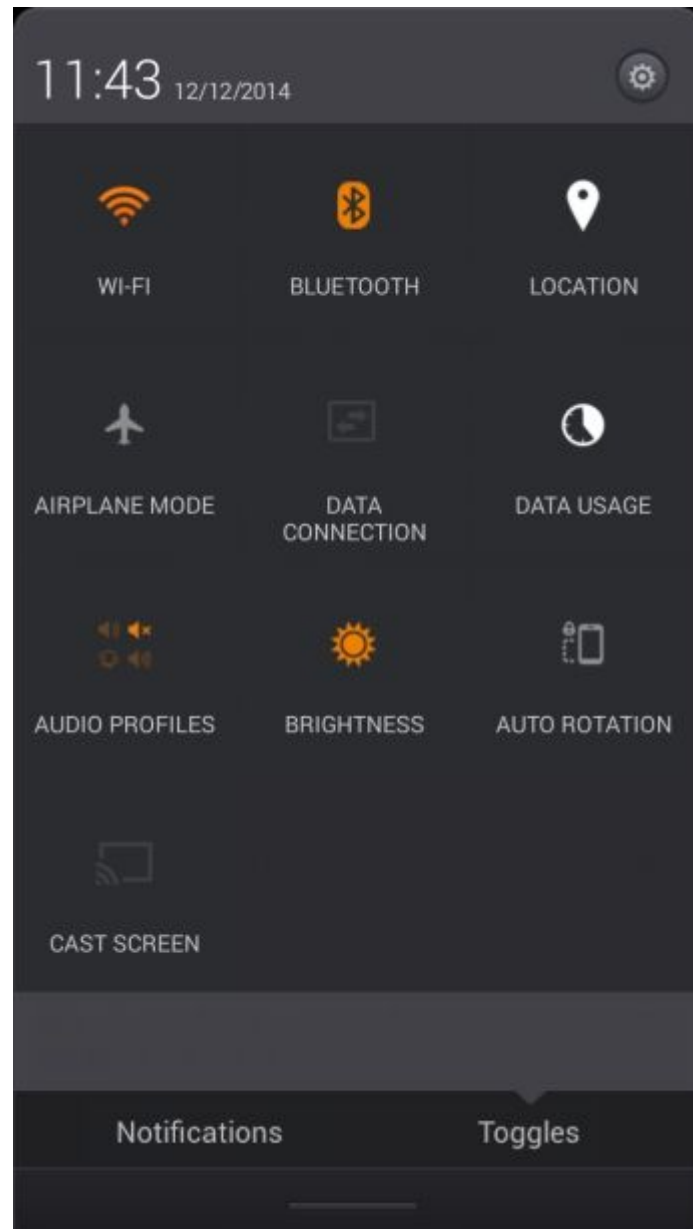 11:43 12/12/2014
WI-FI
BLUETOOTH
LOCATION
AIRPLANE MODE
DATA
CONNECTION
DATA USAGE
AUDIO PROFILES
BRIGHTNESS
AUTO ROTATION
CAST SCREEN
Notifications
Toggles